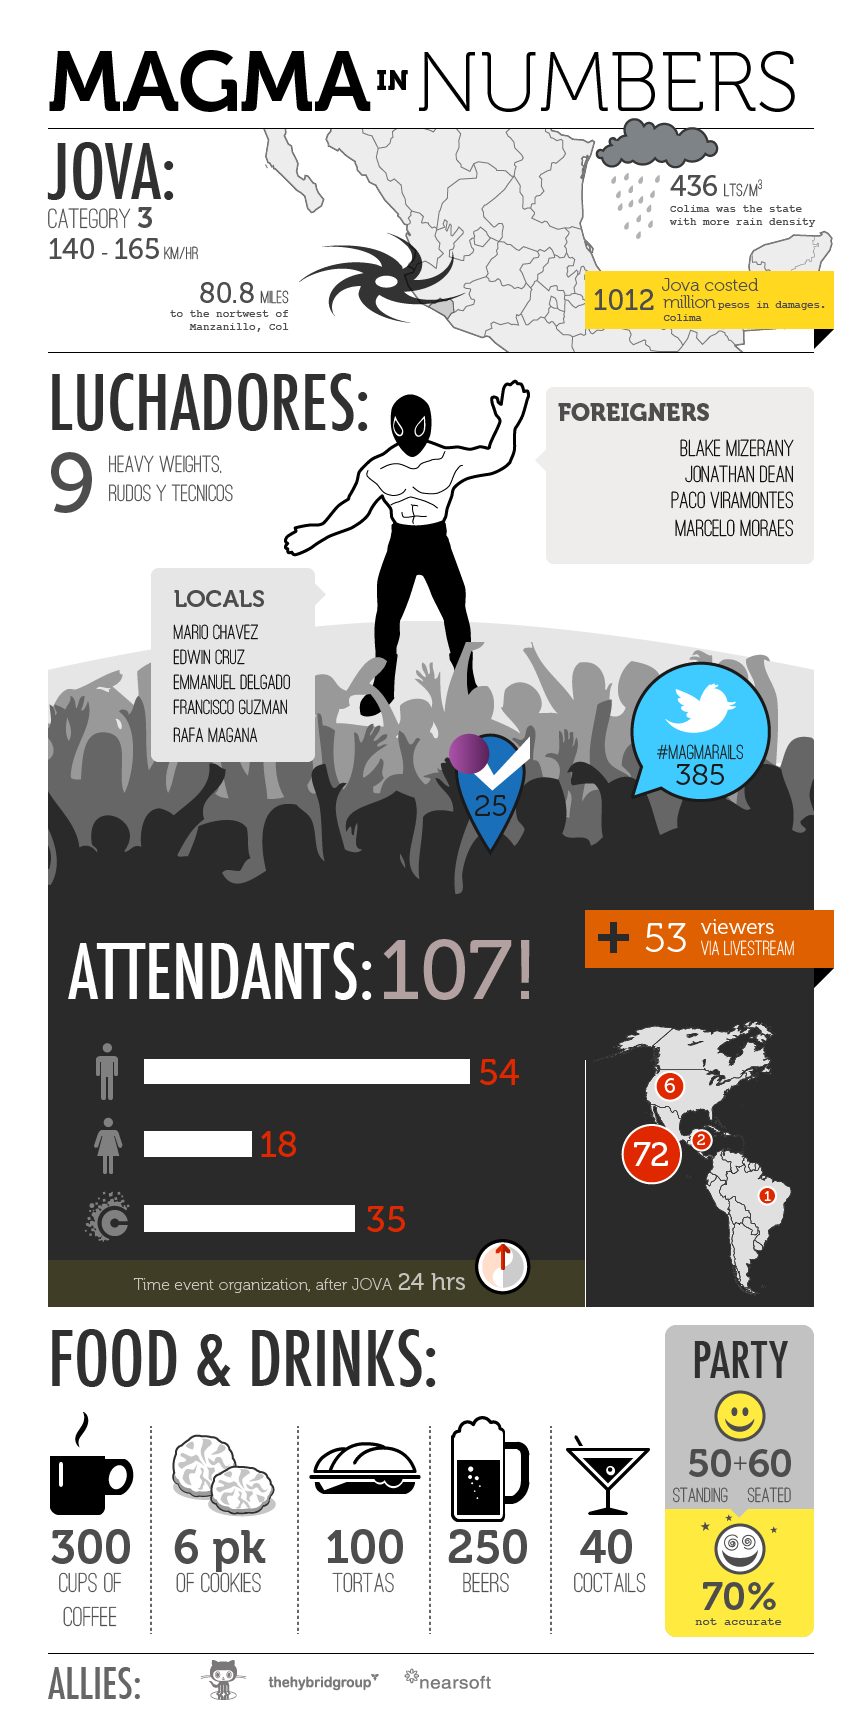 MAGMA IN NUMBERS
JOVA:
CATEGORY 3
140 - 165 KM/HR
80.8 MILES
to the nortwest of
Manzanillo, Col
436 LTS/M³
Colima was the state
with more rain density
1012 Jova costed
million pesos in damages.
Colima
LUCHADORES:
9 HEAVY WEIGHTS,
RUDOS Y TECNICOS
FOREIGNERS
BLAKE MIZERANY
JONATHAN DEAN
PACO VIRAMONTES
MARCELO MORAES
LOCALS
MARIO CHAVEZ
EDWIN CRUZ
EMMANUEL DELGADO
FRANCISCO GUZMAN
RAFA MAGANA
#MAGMARAILS
385
25
+ 53 viewers
VIA LIVESTREAM
ATTENDANTS: 107!
54
18
C
35
6
72
2
1
Time event organization, after JOVA 24 hrs
FOOD & DRINKS:
300
CUPS OF
COFFEE
6 pk
OF COOKIES
100
TORTAS
250
BEERS
40
COCTAILS
PARTY
50+60
STANDING SEATED
70%
not accurate
ALLIES:
thehybridgroup
nearsoft